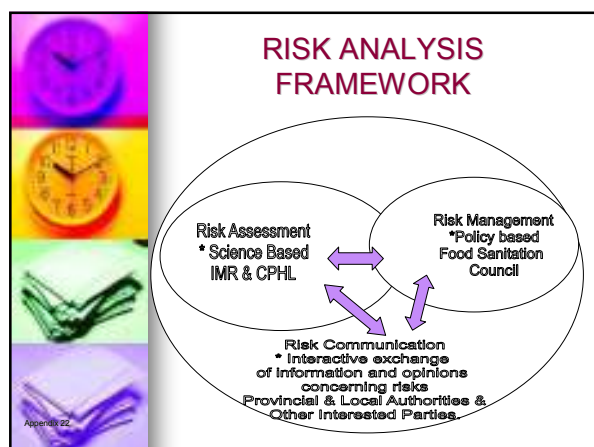 RISK ANALYSIS
FRAMEWORK
Risk Assessment
* Science Based
IMR & CPHL
Risk Management
*Policy based
Food Sanitation
Council
Risk Communication
* Interactive exchange
of information and opinions
concerning risks
Provincial & Local Authorities &
Other Interested Parties.
Appendix 22